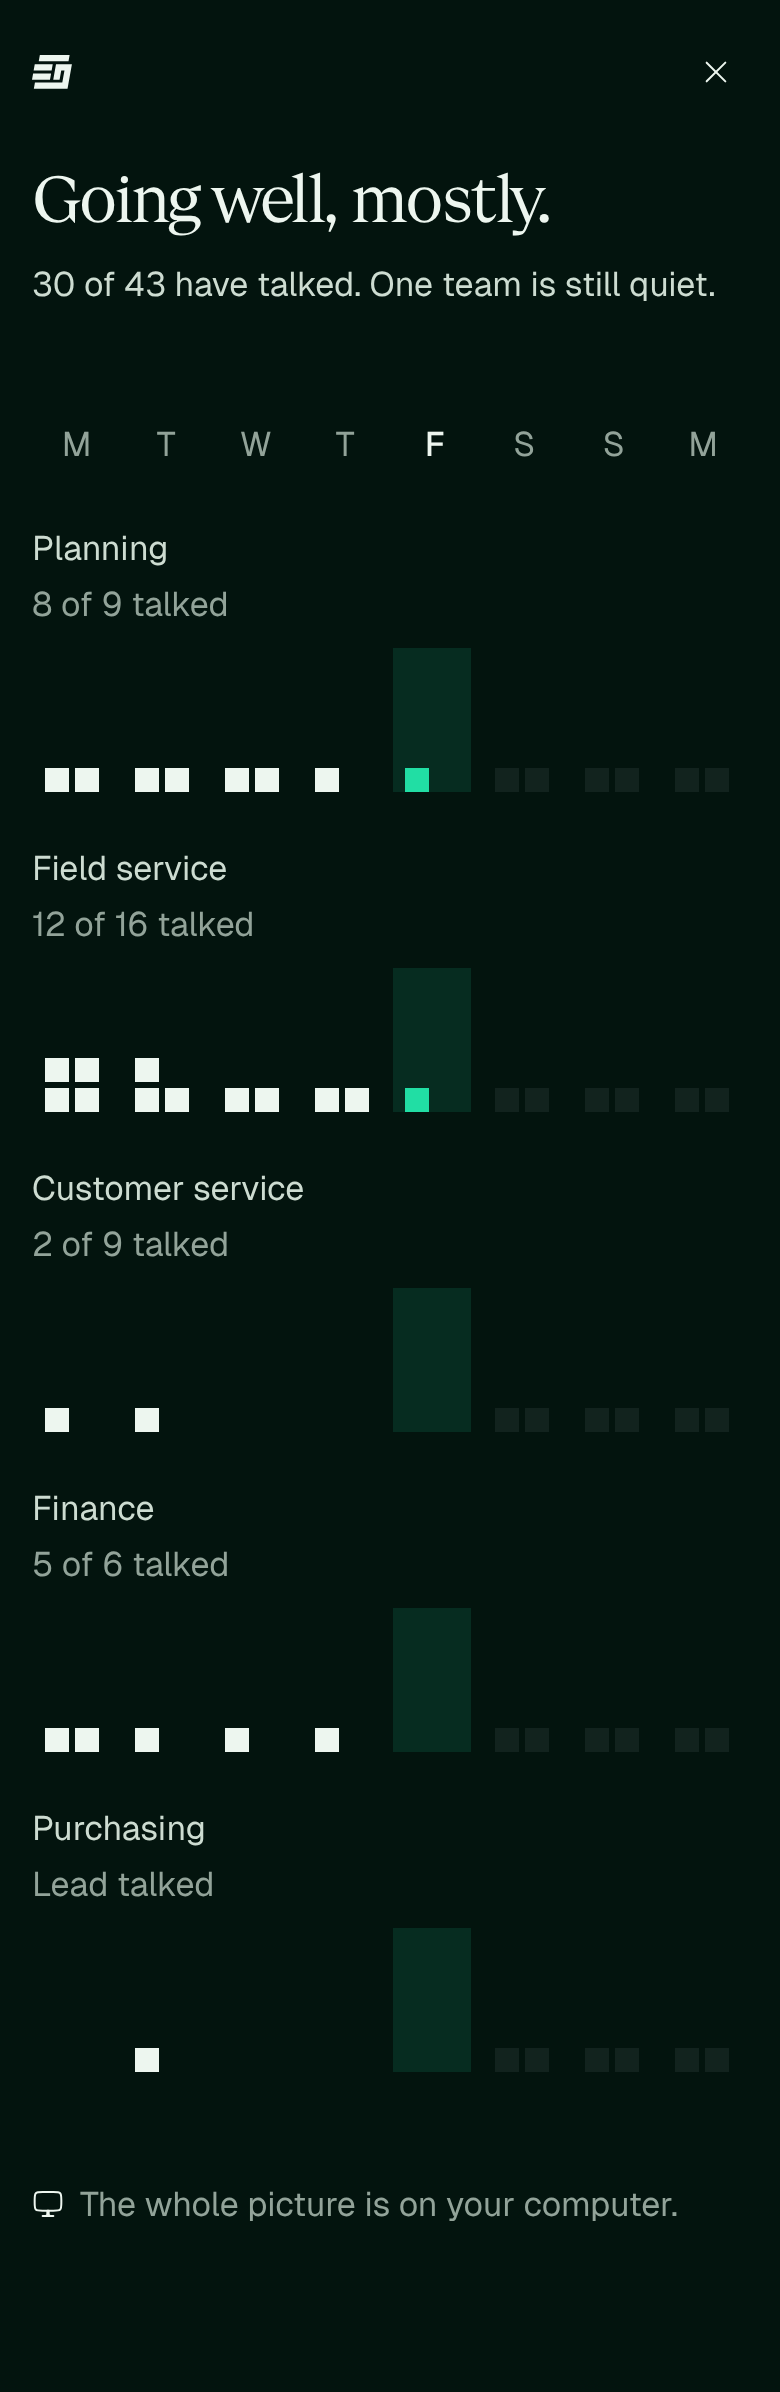 Going well, mostly.
30 of 43 have talked. One team is still quiet.
M T W T F S S M
Planning
8 of 9 talked
Field service
12 of 16 talked
Customer service
2 of 9 talked
Finance
5 of 6 talked
Purchasing
Lead talked
The whole picture is on your computer.